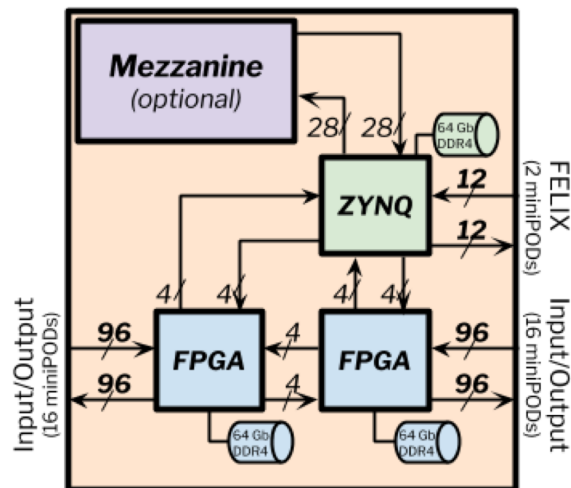 Mezzanine
(optional)
28
28
64 Gb
DDR4
ZYNQ
12
12
FELIX
(2 miniPODs)
4
4
4
4
Input/Output
(16 miniPODs)
96
96
FPGA
4
4
FPGA
96
96
Input/Output
(16 miniPODs)
64 Gb
DDR4
64 Gb
DDR4